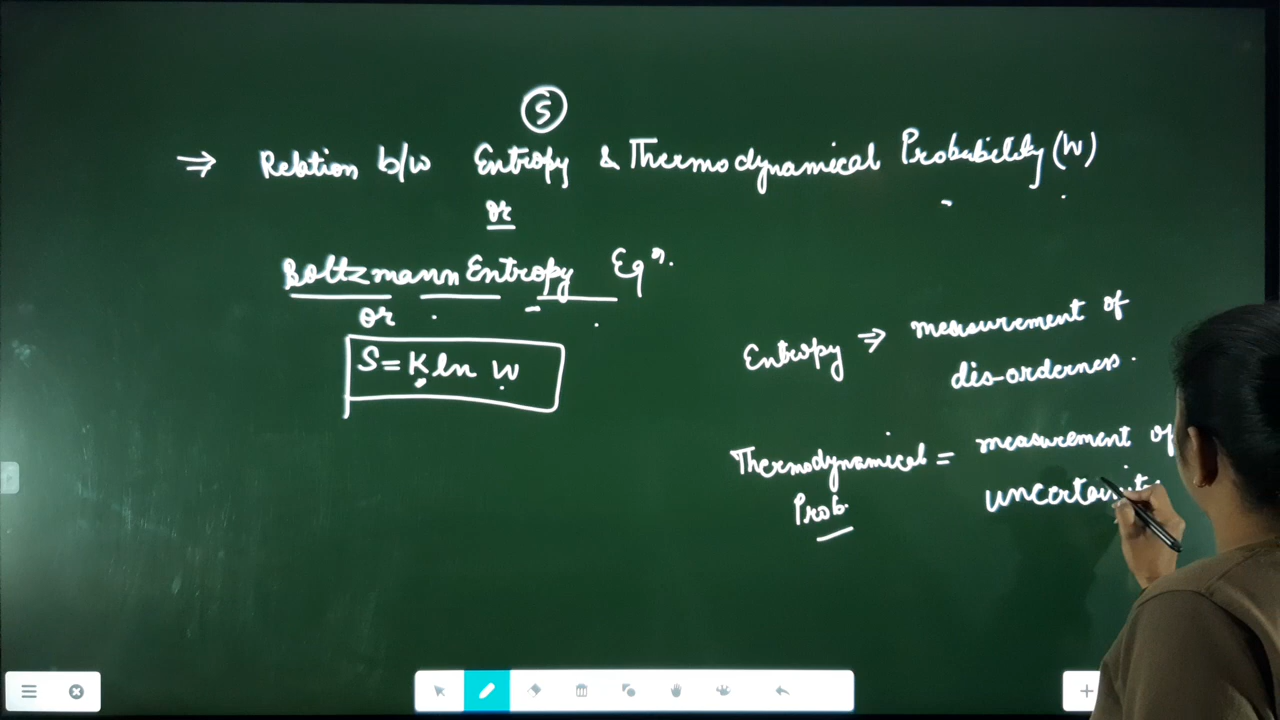 S
⇒ Relation b/w Entropy & Thermodynamical Probability (W)
or
Boltzmann Entropy Eqⁿ.
or
S = K ln W
Entropy ⇒ measurement of
dis-orderness.
Thermodynamical = measurement of
Prob. uncertainity